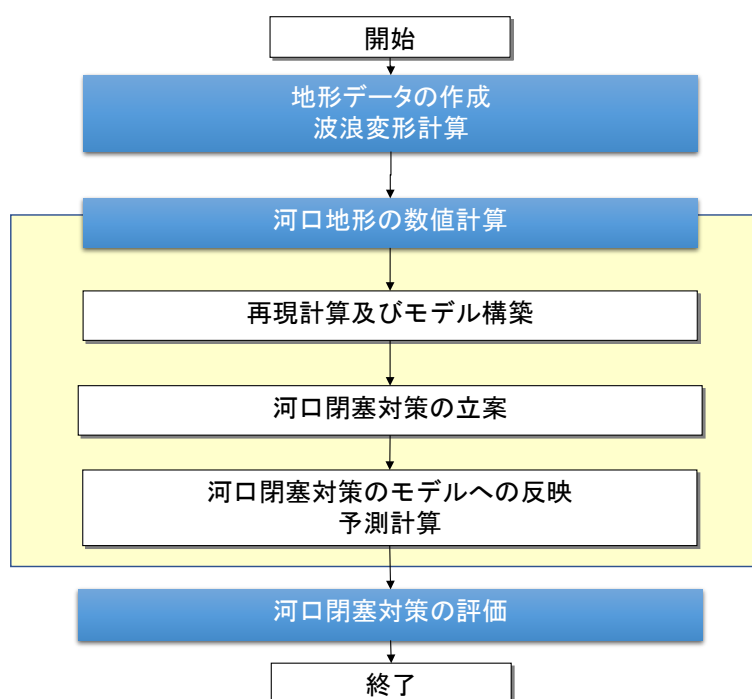 開始
地形データの作成
波浪変形計算
河口地形の数値計算
再現計算及びモデル構築
河口閉塞対策の立案
河口閉塞対策のモデルへの反映
予測計算
河口閉塞対策の評価
終了